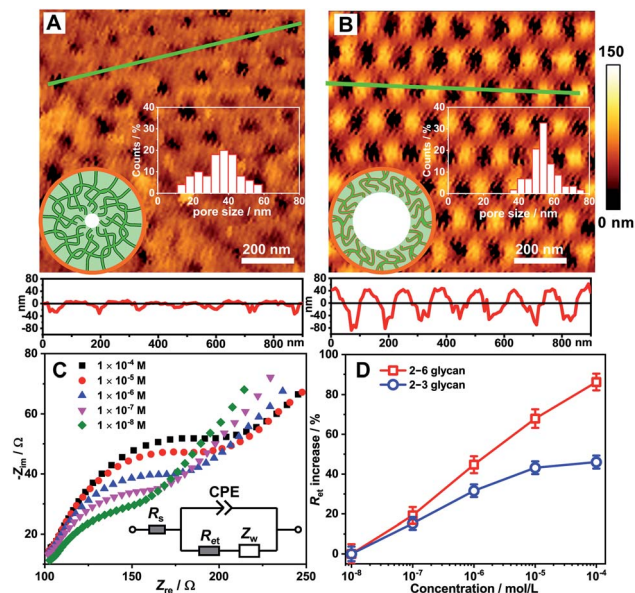 A
40
30
20
10
0
Counts / %
0 20 40 60 80
pore size / nm
200 nm
B
40
30
20
10
0
Counts / %
0 20 40 60 80
pore size / nm
200 nm
150
0 nm
80
40
0
-40
-80
nm
0 200 400 600 800 nm
80
40
0
-40
-80
0 200 400 600 800 nm
C
1 × 10⁻⁴ M
1 × 10⁻⁵ M
1 × 10⁻⁶ M
1 × 10⁻⁷ M
1 × 10⁻⁸ M
-80
60
40
20
-Zim / Ω
CPE
Rs
Ret
Zw
100 150 200 250
Zre / Ω
D
2–6 glycan
2–3 glycan
100
80
60
40
20
0
Ret increase / %
10⁻⁸ 10⁻⁷ 10⁻⁶ 10⁻⁵ 10⁻⁴
Concentration / mol/L